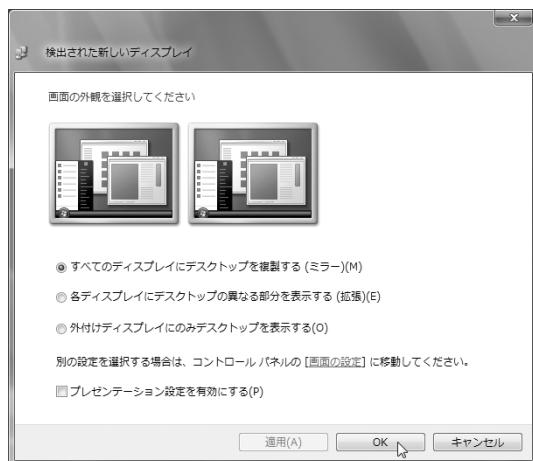 検出された新しいディスプレイ
画面の外観を選択してください
すべてのディスプレイにデスクトップを複製する (ミラー)(M)
各ディスプレイにデスクトップの異なる部分を表示する (拡張)(E)
外付けディスプレイにのみデスクトップを表示する(O)
別の設定を選択する場合は、コントロール パネルの [画面の設定] に移動してください。
プレゼンテーション設定を有効にする(P)
適用(A) OK キャンセル